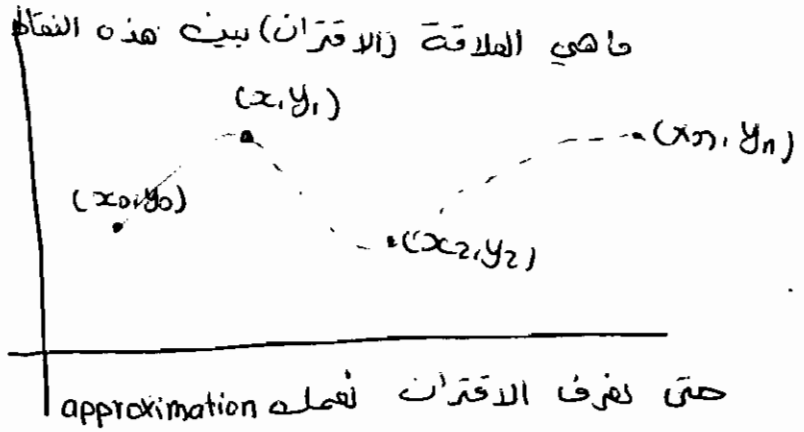 ما هي العلاقة (الاقتران) بين هذه النقاط
(x, y₁)
(xₙ, yₙ)
(x₀, y₀)
(x₂, y₂)
حتى نعرف الاقتران نعمله approximation